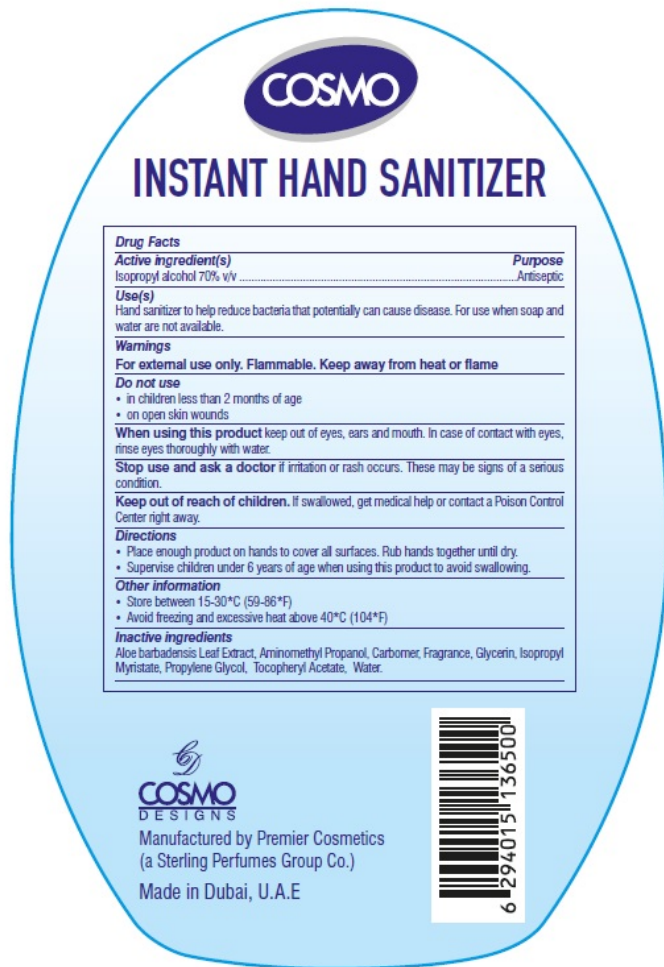 COSMO
INSTANT HAND SANITIZER
Drug Facts
Active ingredient(s) Purpose
Isopropyl alcohol 70% v/v ........................................................................................Antiseptic
Use(s)
Hand sanitizer to help reduce bacteria that potentially can cause disease. For use when soap and
water are not available.
Warnings
For external use only. Flammable. Keep away from heat or flame
Do not use
• in children less than 2 months of age
• on open skin wounds
When using this product keep out of eyes, ears and mouth. In case of contact with eyes,
rinse eyes thoroughly with water.
Stop use and ask a doctor if irritation or rash occurs. These may be signs of a serious
condition.
Keep out of reach of children. If swallowed, get medical help or contact a Poison Control
Center right away.
Directions
• Place enough product on hands to cover all surfaces. Rub hands together until dry.
• Supervise children under 6 years of age when using this product to avoid swallowing.
Other information
• Store between 15-30*C (59-86*F)
• Avoid freezing and excessive heat above 40*C (104*F)
Inactive ingredients
Aloe barbadensis Leaf Extract, Aminomethyl Propanol, Carbomer, Fragrance, Glycerin, Isopropyl
Myristate, Propylene Glycol, Tocopheryl Acetate, Water.
CD
COSMO
DESIGNS
Manufactured by Premier Cosmetics
(a Sterling Perfumes Group Co.)
Made in Dubai, U.A.E
6 294015 136500